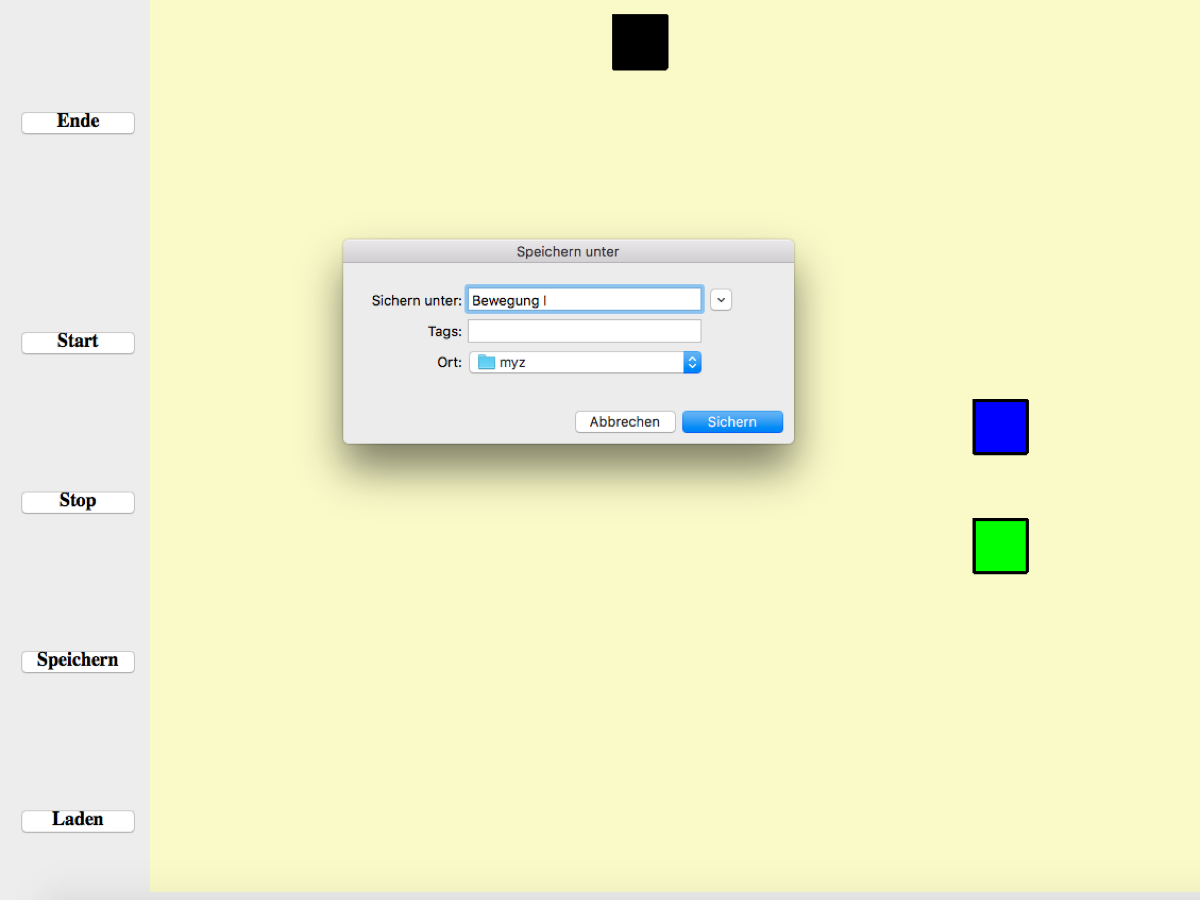 Ende
Start
Stop
Speichern
Laden
Speichern unter
Sichern unter: Bewegung I
Tags:
Ort: myz
Abbrechen Sichern